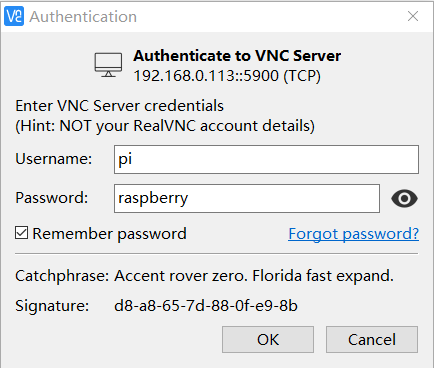 VC Authentication
Authenticate to VNC Server
192.168.0.113::5900 (TCP)
Enter VNC Server credentials
(Hint: NOT your RealVNC account details)
Username: pi
Password: raspberry
Remember password Forgot password?
Catchphrase: Accent rover zero. Florida fast expand.
Signature: d8-a8-65-7d-88-0f-e9-8b
OK Cancel